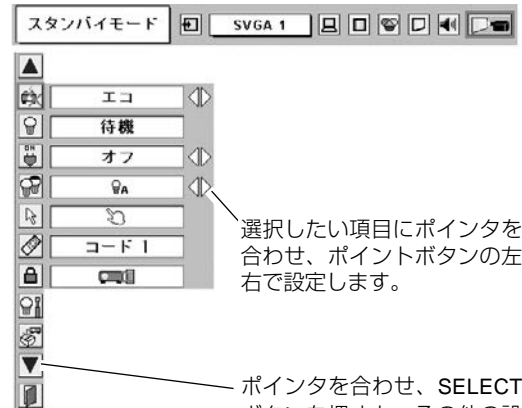 スタンバイモード
SVGA 1
エコ
待機
ON
オフ
A
コード 1
選択したい項目にポインタを
合わせ、ポイントボタンの左
右で設定します。
ポインタを合わせ、SELECT